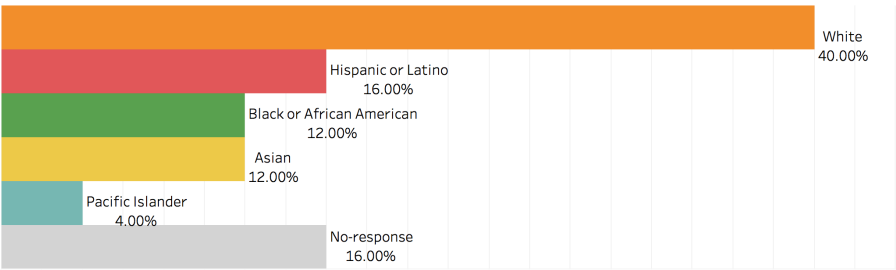 White
40.00%
Hispanic or Latino
16.00%
Black or African American
12.00%
Asian
12.00%
Pacific Islander
4.00%
No-response
16.00%